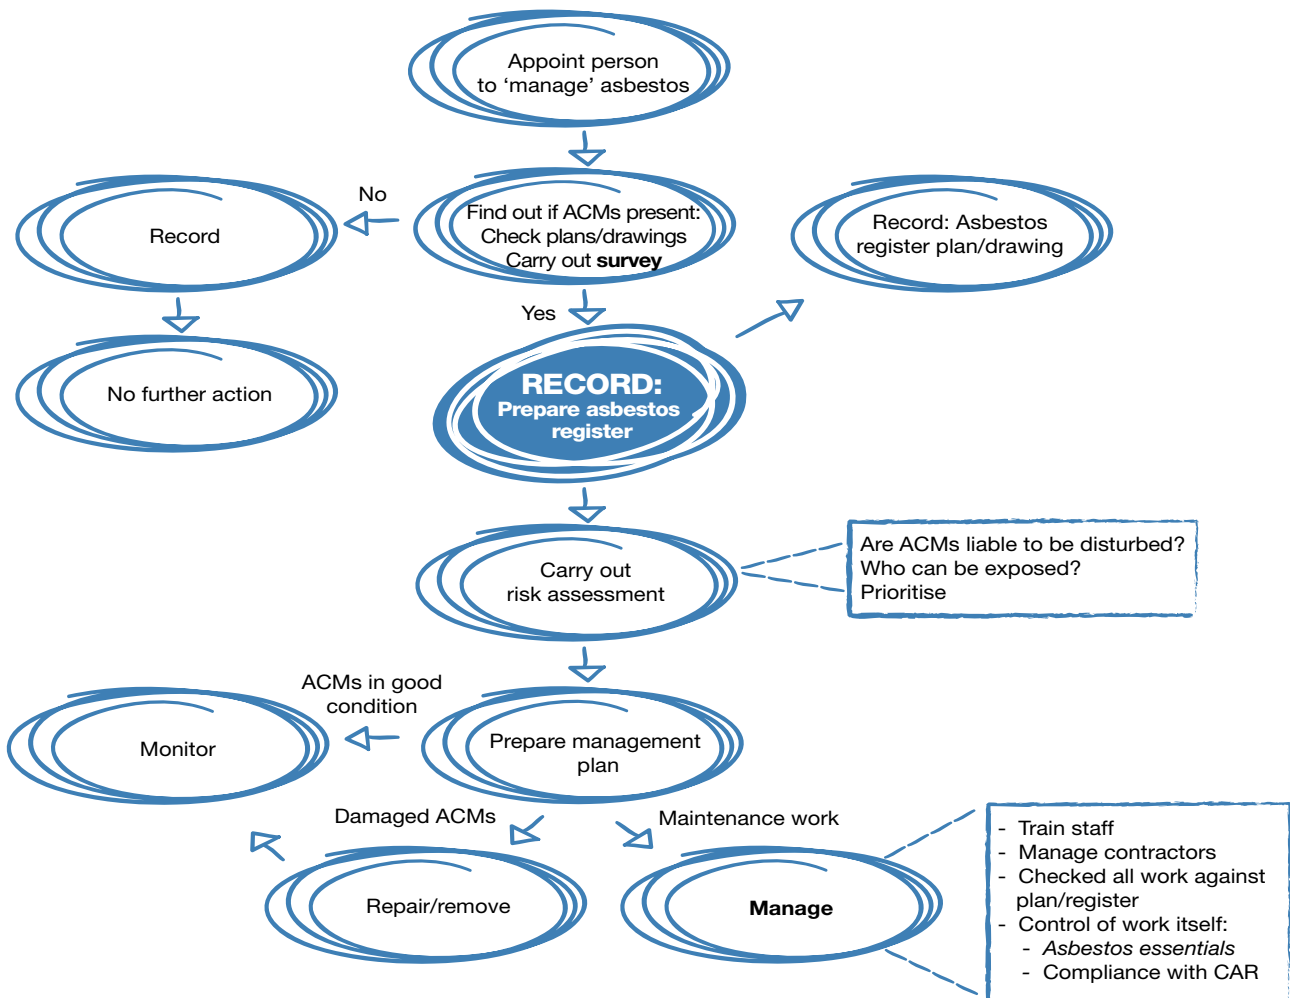 Appoint person
to ‘manage’ asbestos
No
Find out if ACMs present:
Check plans/drawings
Carry out survey
Record
Record: Asbestos
register plan/drawing
Yes
No further action
RECORD:
Prepare asbestos
register
Carry out
risk assessment
Are ACMs liable to be disturbed?
Who can be exposed?
Prioritise
ACMs in good
condition
Monitor
Prepare management
plan
Damaged ACMs
Maintenance work
Repair/remove
Manage
- Train staff
- Manage contractors
- Checked all work against
plan/register
- Control of work itself:
- Asbestos essentials
- Compliance with CAR